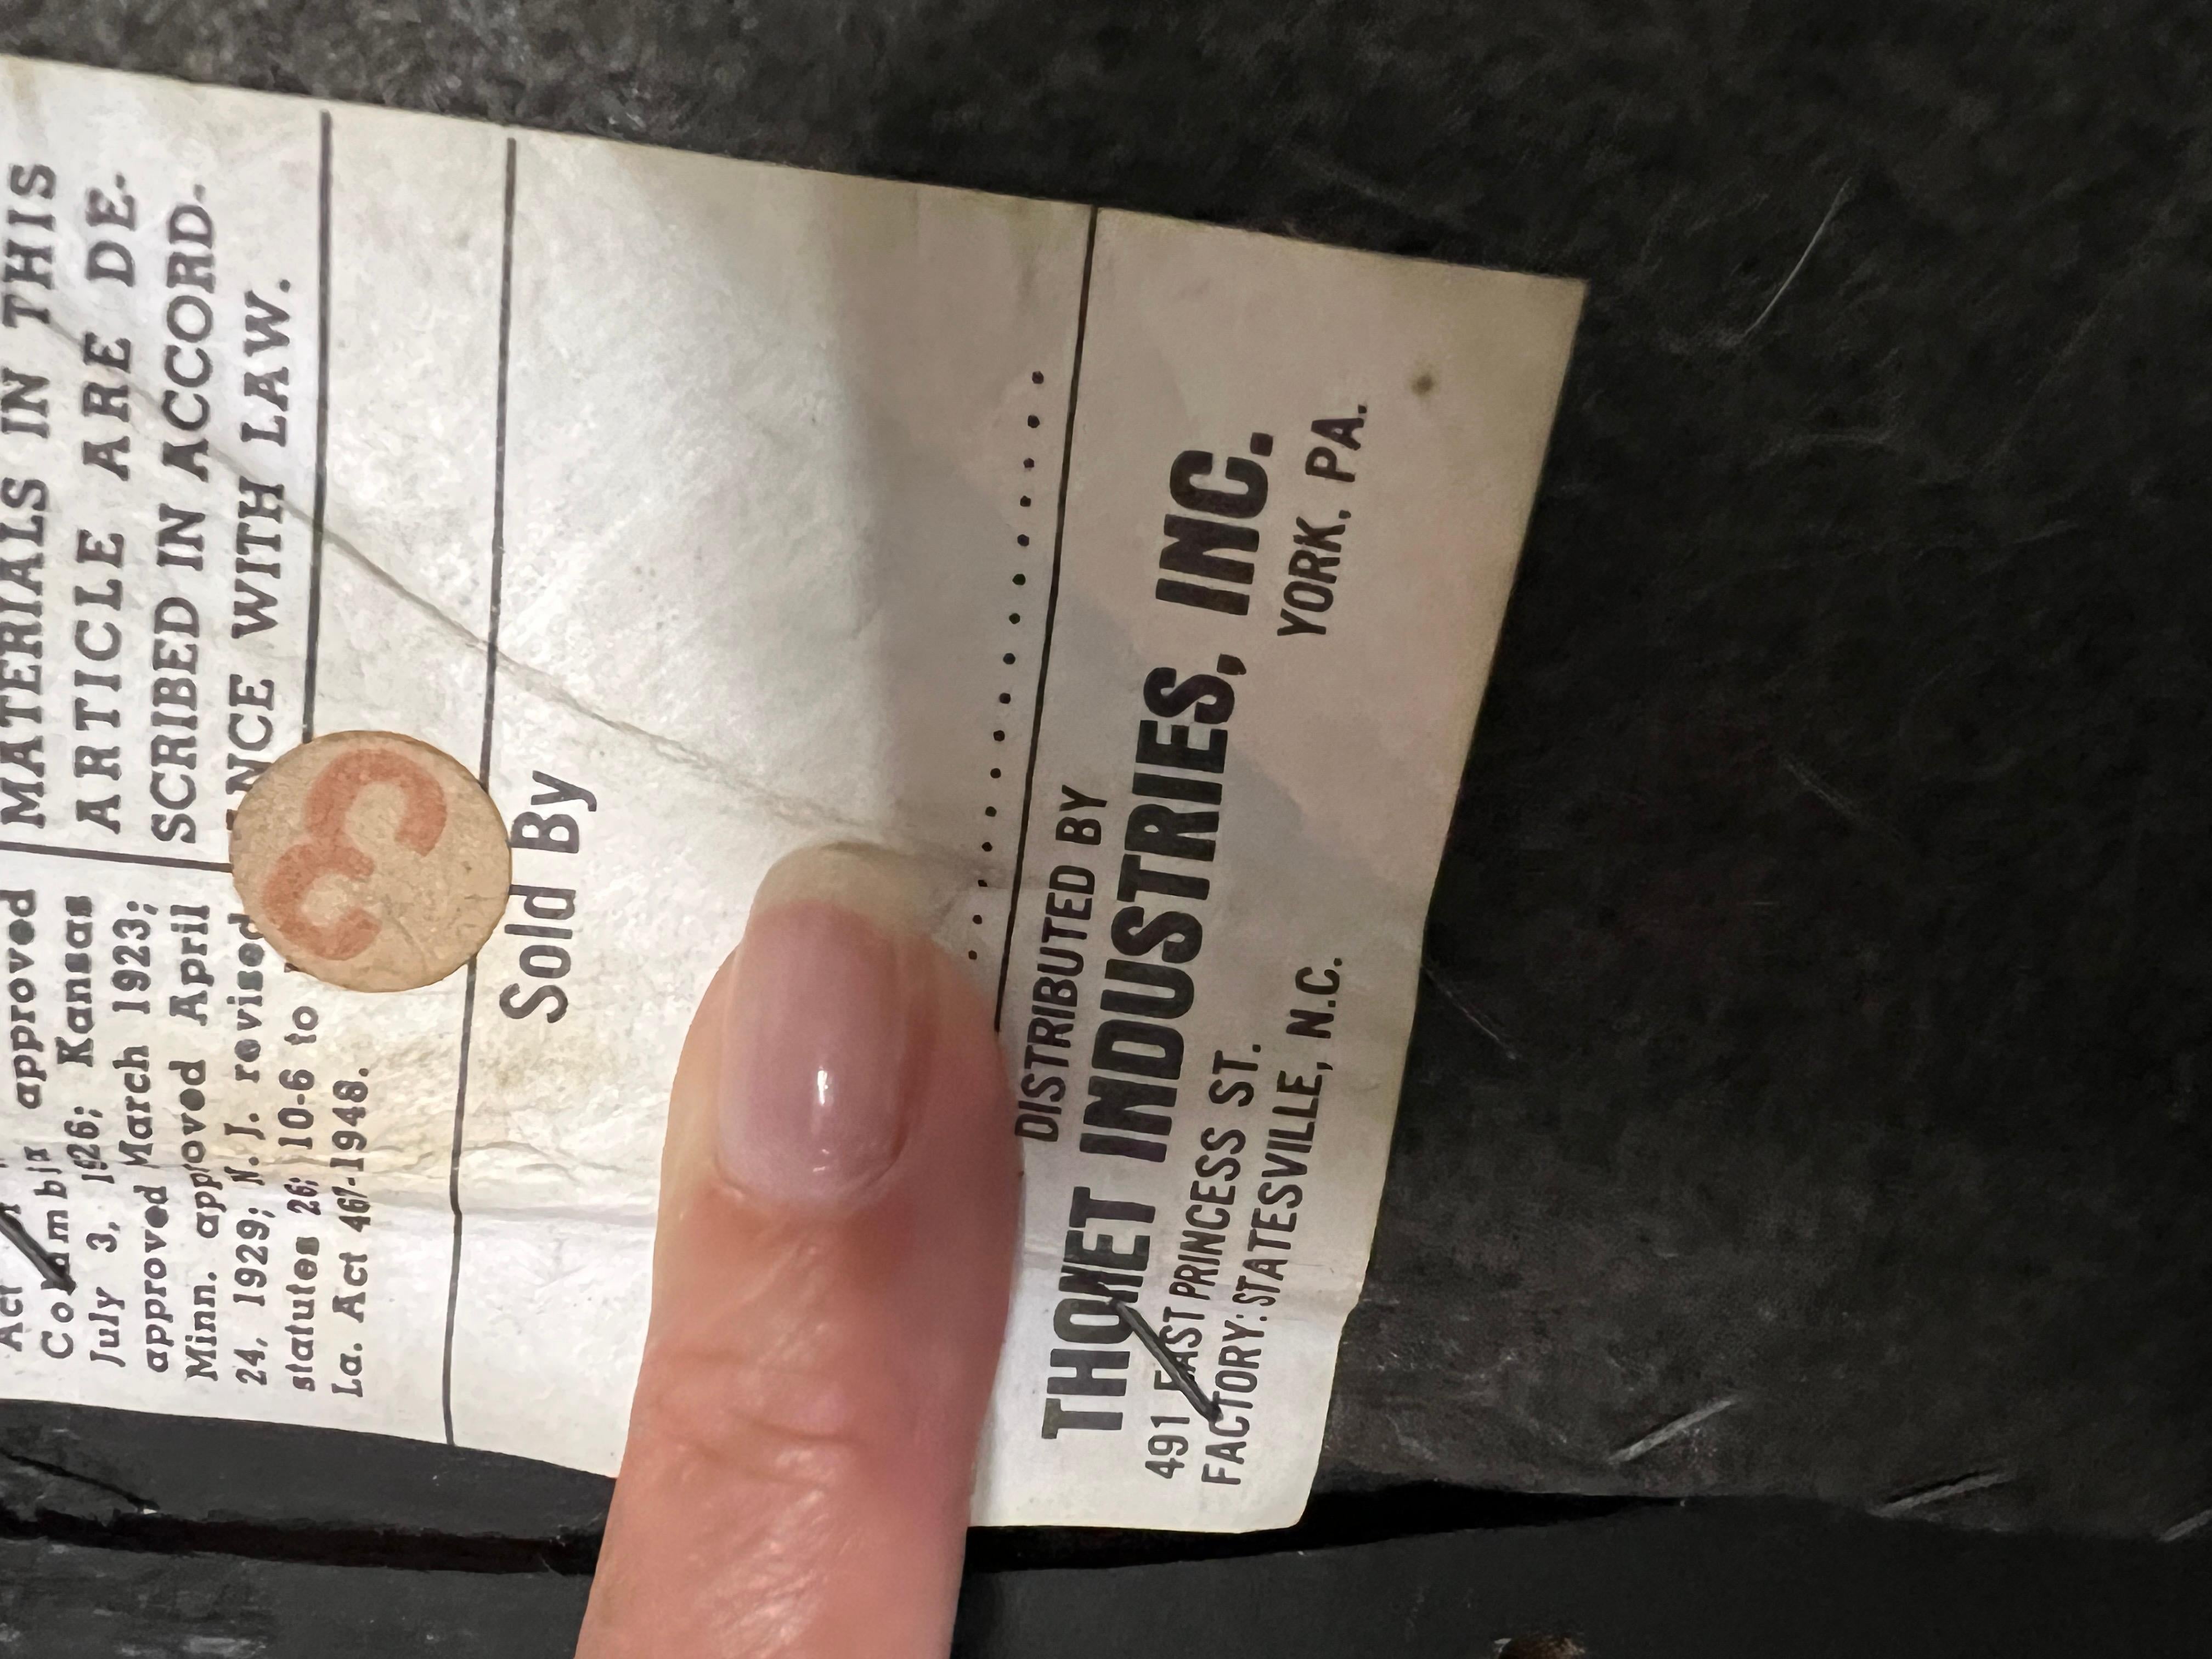 Act approved
July 3, 1926; Kansas
approved March 1923;
Minn. approved April
24, 1929; N. J. revised
statutes 26; 10-6 to
La. Act 467-1948.
MATERIALS IN THIS
ARTICLE ARE DE-
SCRIBED IN ACCORD-
ANCE WITH LAW.
3
Sold By
DISTRIBUTED BY
THONET INDUSTRIES, INC.
491 EAST PRINCESS ST. YORK, PA.
FACTORY: STATESVILLE, N.C.